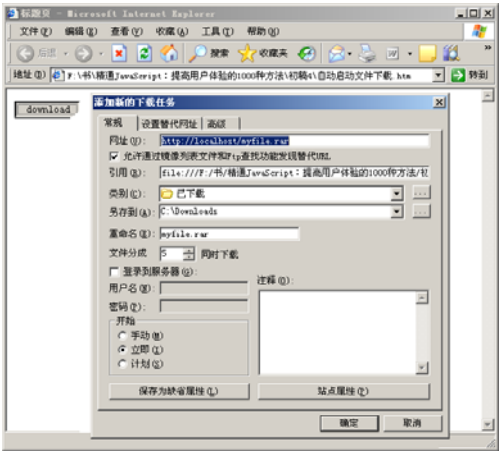 标题页 - Microsoft Internet Explorer
文件(F) 编辑(E) 查看(V) 收藏(A) 工具(T) 帮助(H)
后退 搜索 收藏夹
地址(D) F:\书\精通JavaScript：提高用户体验的1000种方法\初稿4\自动启动文件下载.htm 转到
download
添加新的下载任务
常规 设置替代网址 高级
网址(U): http://localhost/myfile.rar
允许通过镜像列表文件和Ftp查找功能发现替代URL
引用(R): file:///F:/书/精通JavaScript：提高用户体验的1000种方法/初
类别(C): 已下载 ...
另存到(A): C:\Downloads ...
重命名(E): myfile.rar
文件分成 5 同时下载
登录到服务器(G):
用户名(N): 注释(O):
密码(P):
开始
手动(M)
立即(I)
计划(S)
保存为缺省属性(L) 站点属性(P)
确定 取消